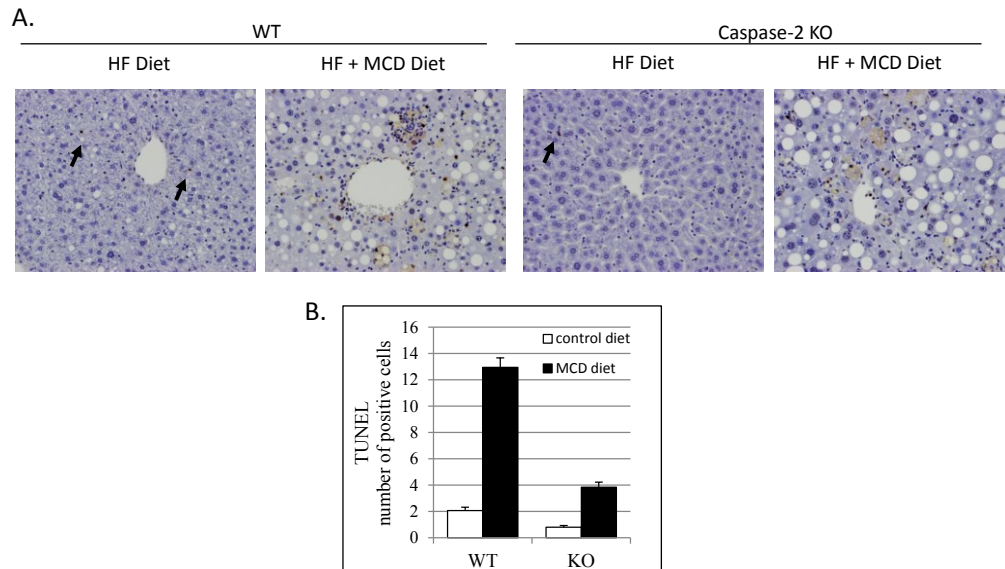 A.
WT
Caspase-2 KO
HF Diet
HF + MCD Diet
HF Diet
HF + MCD Diet
B.
TUNEL
number of positive cells
16
14
12
10
8
6
4
2
0
control diet
MCD diet
WT
KO